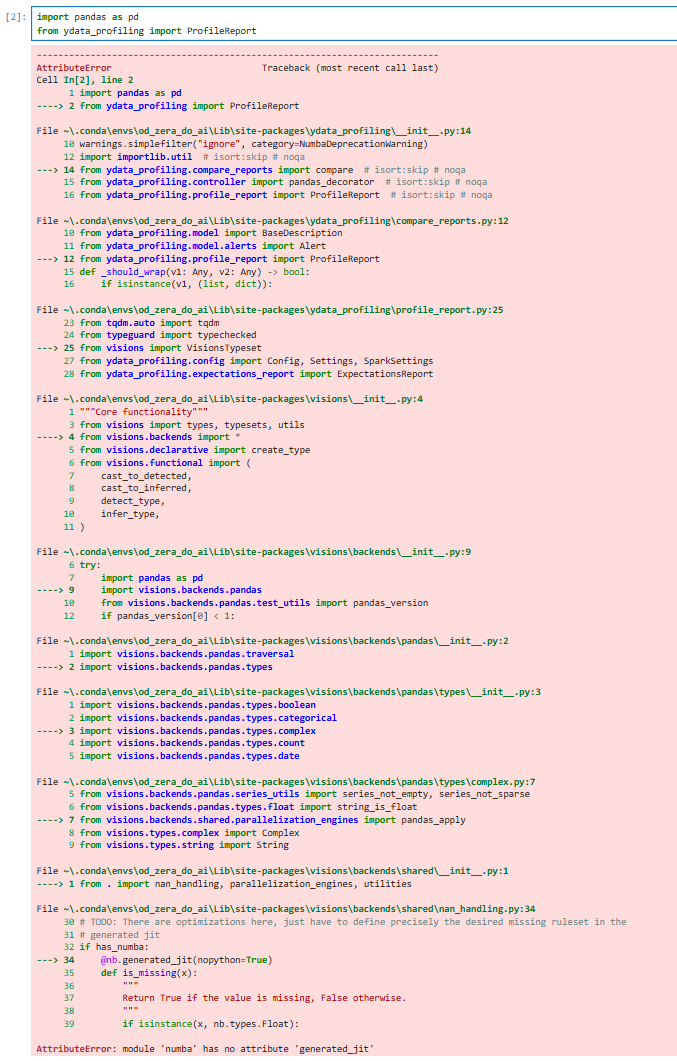 [2]: import pandas as pd
from ydata_profiling import ProfileReport
---------------------------------------------------------------------------
AttributeError                            Traceback (most recent call last)
Cell In[2], line 2
      1 import pandas as pd
----> 2 from ydata_profiling import ProfileReport
File ~\.conda\envs\od_zera_do_ai\Lib\site-packages\ydata_profiling\__init__.py:14
     10 warnings.simplefilter("ignore", category=NumbaDeprecationWarning)
     12 import importlib.util  # isort:skip # noqa
---> 14 from ydata_profiling.compare_reports import compare  # isort:skip # noqa
     15 from ydata_profiling.controller import pandas_decorator  # isort:skip # noqa
     16 from ydata_profiling.profile_report import ProfileReport  # isort:skip # noqa
File ~\.conda\envs\od_zera_do_ai\Lib\site-packages\ydata_profiling\compare_reports.py:12
     10 from ydata_profiling.model import BaseDescription
     11 from ydata_profiling.model.alerts import Alert
---> 12 from ydata_profiling.profile_report import ProfileReport
     15 def _should_wrap(v1: Any, v2: Any) -> bool:
     16     if isinstance(v1, (list, dict)):
File ~\.conda\envs\od_zera_do_ai\Lib\site-packages\ydata_profiling\profile_report.py:25
     23 from tqdm.auto import tqdm
     24 from typeguard import typechecked
---> 25 from visions import VisionsTypeset
     27 from ydata_profiling.config import Config, Settings, SparkSettings
     28 from ydata_profiling.expectations_report import ExpectationsReport
File ~\.conda\envs\od_zera_do_ai\Lib\site-packages\visions\__init__.py:4
      1 """Core functionality"""
      3 from visions import types, typesets, utils
----> 4 from visions.backends import *
      5 from visions.declarative import create_type
      6 from visions.functional import (
      7     cast_to_detected,
      8     cast_to_inferred,
      9     detect_type,
     10     infer_type,
     11 )
File ~\.conda\envs\od_zera_do_ai\Lib\site-packages\visions\backends\__init__.py:9
      6 try:
      7     import pandas as pd
----> 9     import visions.backends.pandas
     10     from visions.backends.pandas.test_utils import pandas_version
     12     if pandas_version[0] < 1:
File ~\.conda\envs\od_zera_do_ai\Lib\site-packages\visions\backends\pandas\__init__.py:2
      1 import visions.backends.pandas.traversal
----> 2 import visions.backends.pandas.types
File ~\.conda\envs\od_zera_do_ai\Lib\site-packages\visions\backends\pandas\types\__init__.py:3
      1 import visions.backends.pandas.types.boolean
      2 import visions.backends.pandas.types.categorical
----> 3 import visions.backends.pandas.types.complex
      4 import visions.backends.pandas.types.count
      5 import visions.backends.pandas.types.date
File ~\.conda\envs\od_zera_do_ai\Lib\site-packages\visions\backends\pandas\types\complex.py:7
      5 from visions.backends.pandas.series_utils import series_not_empty, series_not_sparse
      6 from visions.backends.pandas.types.float import string_is_float
----> 7 from visions.backends.shared.parallelization_engines import pandas_apply
      8 from visions.types.complex import Complex
      9 from visions.types.string import String
File ~\.conda\envs\od_zera_do_ai\Lib\site-packages\visions\backends\shared\__init__.py:1
----> 1 from . import nan_handling, parallelization_engines, utilities
File ~\.conda\envs\od_zera_do_ai\Lib\site-packages\visions\backends\shared\nan_handling.py:34
     30 # TODO: There are optimizations here, just have to define precisely the desired missing ruleset in the
     31 # generated jit
     32 if has_numba:
---> 34     @nb.generated_jit(nopython=True)
     35     def is_missing(x):
     36         """
     37         Return True if the value is missing, False otherwise.
     38         """
     39         if isinstance(x, nb.types.Float):
AttributeError: module 'numba' has no attribute 'generated_jit'